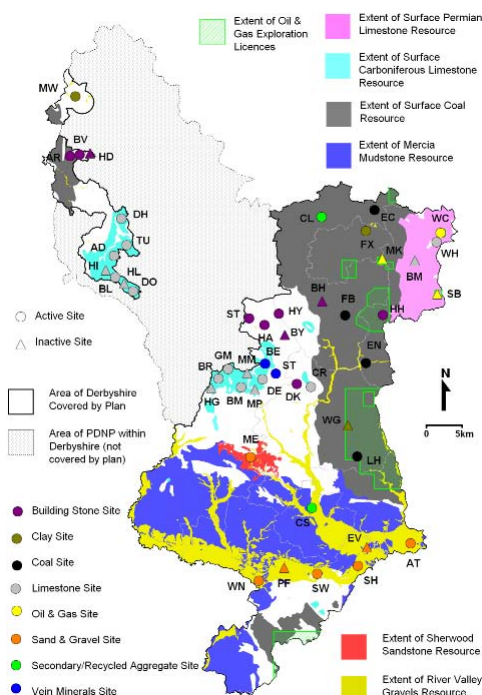 Extent of Oil &
Gas Exploration
Licences
Extent of Surface Permian
Limestone Resource
Extent of Surface
Carboniferous Limestone
Resource
Extent of Surface Coal
Resource
Extent of Mercia
Mudstone Resource
MW
BV
AR
HD
DH
TU
AD
HI
HL
BL
DO
CL
EC
FX
MK
WC
WH
BM
SB
BH
FB
HH
ST
HY
HA
BY
BE
EN
GM
MM
ST
BR
CR
HG
BM
MP
DE
DK
WG
LH
ME
CS
EV
AT
WN
PF
SW
SH
Active Site
Inactive Site
Area of Derbyshire
Covered by Plan
Area of PDNP within
Derbyshire (not
covered by plan)
N
0
5km
Building Stone Site
Clay Site
Coal Site
Limestone Site
Oil & Gas Site
Sand & Gravel Site
Secondary/Recycled Aggregate Site
Vein Minerals Site
Extent of Sherwood
Sandstone Resource
Extent of River Valley
Gravels Resource